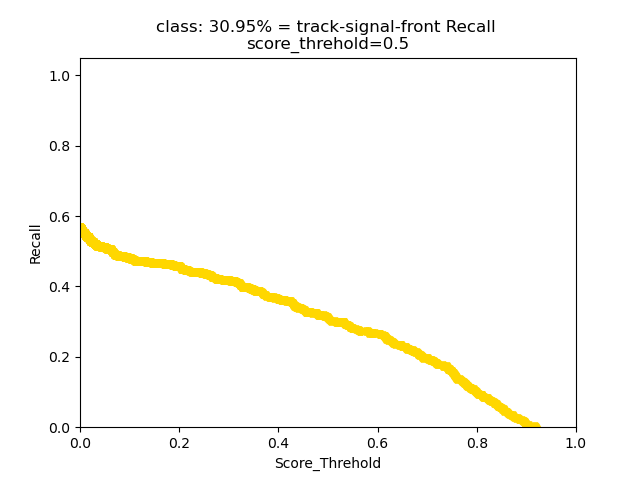 class: 30.95% = track-signal-front Recall
score_threhold=0.5
1.0
0.8
0.6
0.4
0.2
0.0
Recall
0.0 0.2 0.4 0.6 0.8 1.0
Score_Threhold